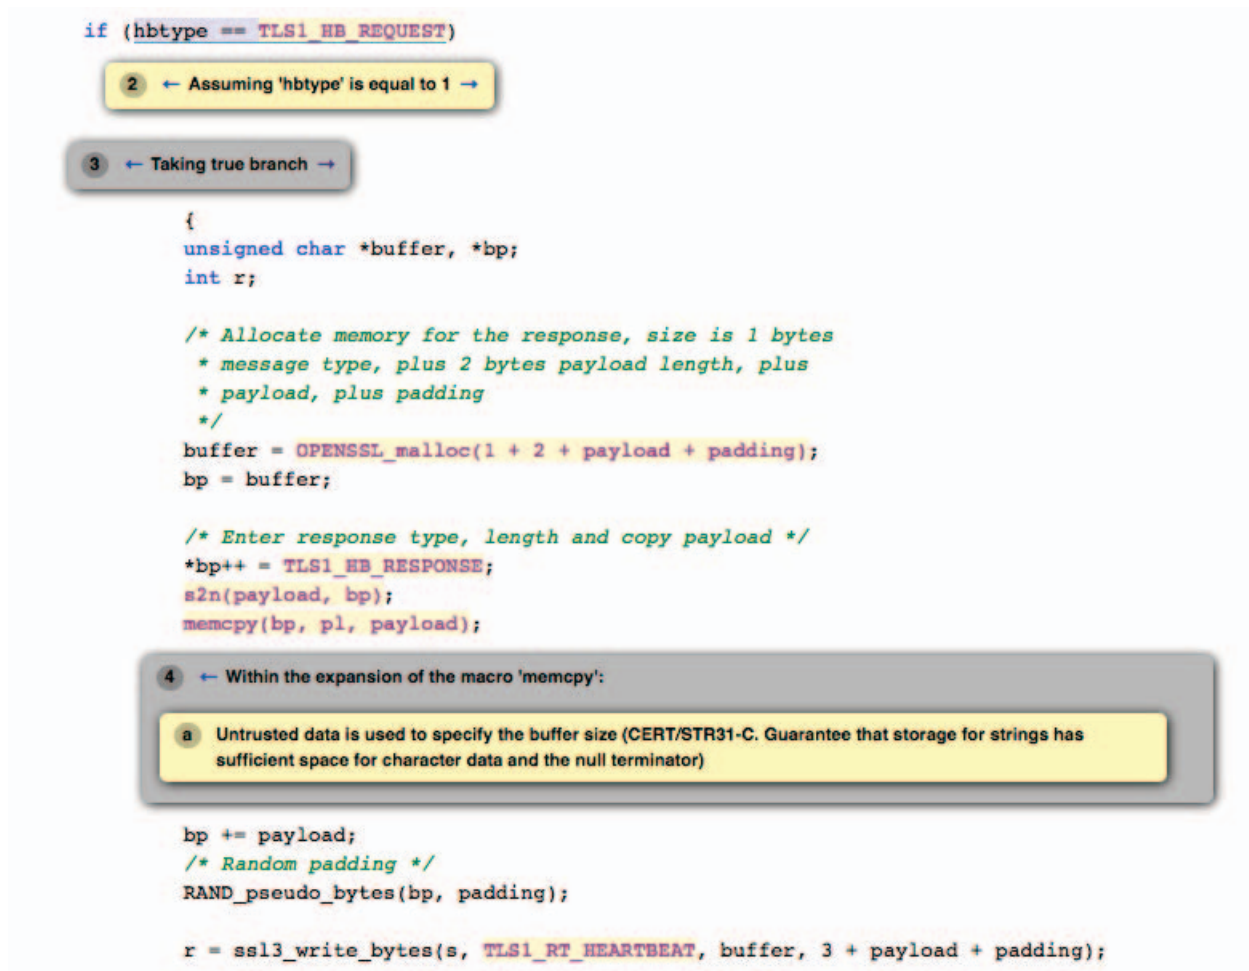 if (hbtype == TLS1_HB_REQUEST)
2 ← Assuming 'hbtype' is equal to 1 →
3 ← Taking true branch →
{
unsigned char *buffer, *bp;
int r;
/* Allocate memory for the response, size is 1 bytes
* message type, plus 2 bytes payload length, plus
* payload, plus padding
*/
buffer = OPENSSL_malloc(1 + 2 + payload + padding);
bp = buffer;
/* Enter response type, length and copy payload */
*bp++ = TLS1_HB_RESPONSE;
s2n(payload, bp);
memcpy(bp, pl, payload);
4 ← Within the expansion of the macro 'memcpy':
a Untrusted data is used to specify the buffer size (CERT/STR31-C. Guarantee that storage for strings has
sufficient space for character data and the null terminator)
bp += payload;
/* Random padding */
RAND_pseudo_bytes(bp, padding);
r = ssl3_write_bytes(s, TLS1_RT_HEARTBEAT, buffer, 3 + payload + padding);